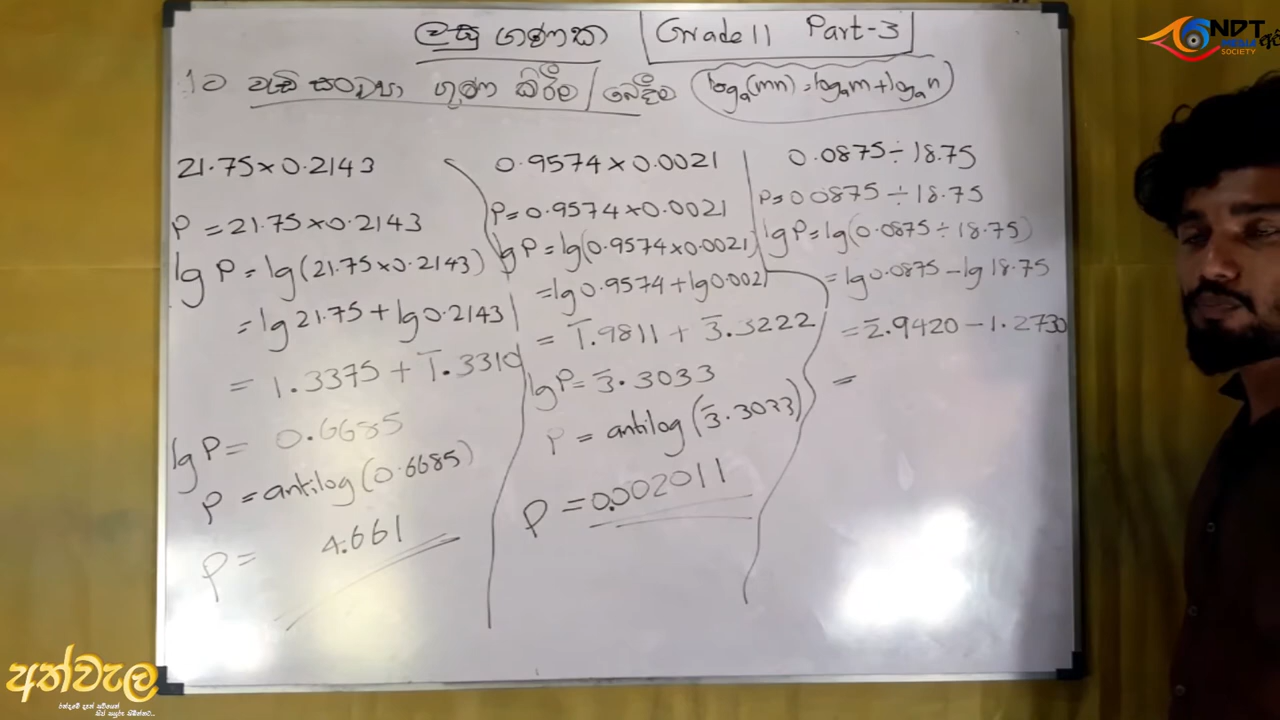 ලඝු ගණක Grade 11 Part-3
10 වැඩි සංඛ්‍යා ගුණ කිරීම / බෙදීම logₐ(mn) = logₐm + logₐn
21.75 × 0.2143
P = 21.75 × 0.2143
lg P = lg(21.75 × 0.2143)
= lg 21.75 + lg 0.2143
= 1.3375 + 1̅.3310
lg P = 0.6685
P = antilog(0.6685)
P = 4.661
0.9574 × 0.0021
P = 0.9574 × 0.0021
lg P = lg(0.9574 × 0.0021)
= lg 0.9574 + lg 0.002
= 1̅.9811 + 3̅.3222
lg P = 3̅.3033
P = antilog(3̅.3033)
P = 0.002011
0.0875 ÷ 18.75
P = 0.0875 ÷ 18.75
lg P = lg(0.0875 ÷ 18.75)
= lg 0.0875 − lg 18.75
= 2̅.9420 − 1.2730
=
NDT
MEDIA
SOCIETY
අත්වැල